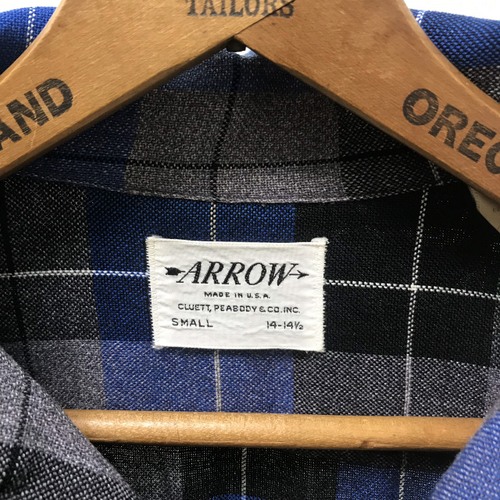 TAILORS
AND
OREG
ARROW
MADE IN U.S.A.
CLUETT, PEABODY & CO. INC.
SMALL 14-14½